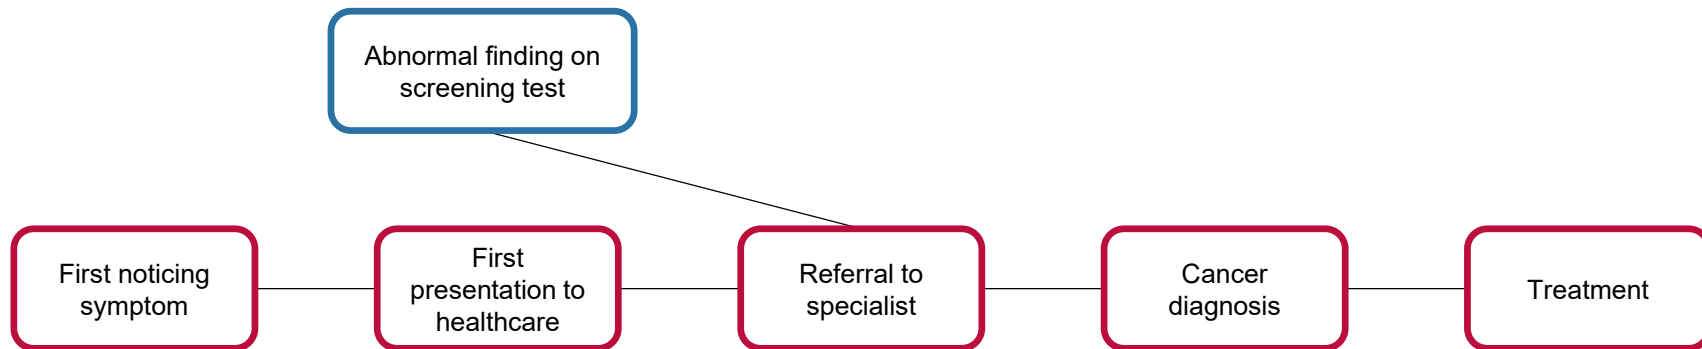 Abnormal finding on
screening test
First noticing
symptom
First
presentation to
healthcare
Referral to
specialist
Cancer
diagnosis
Treatment